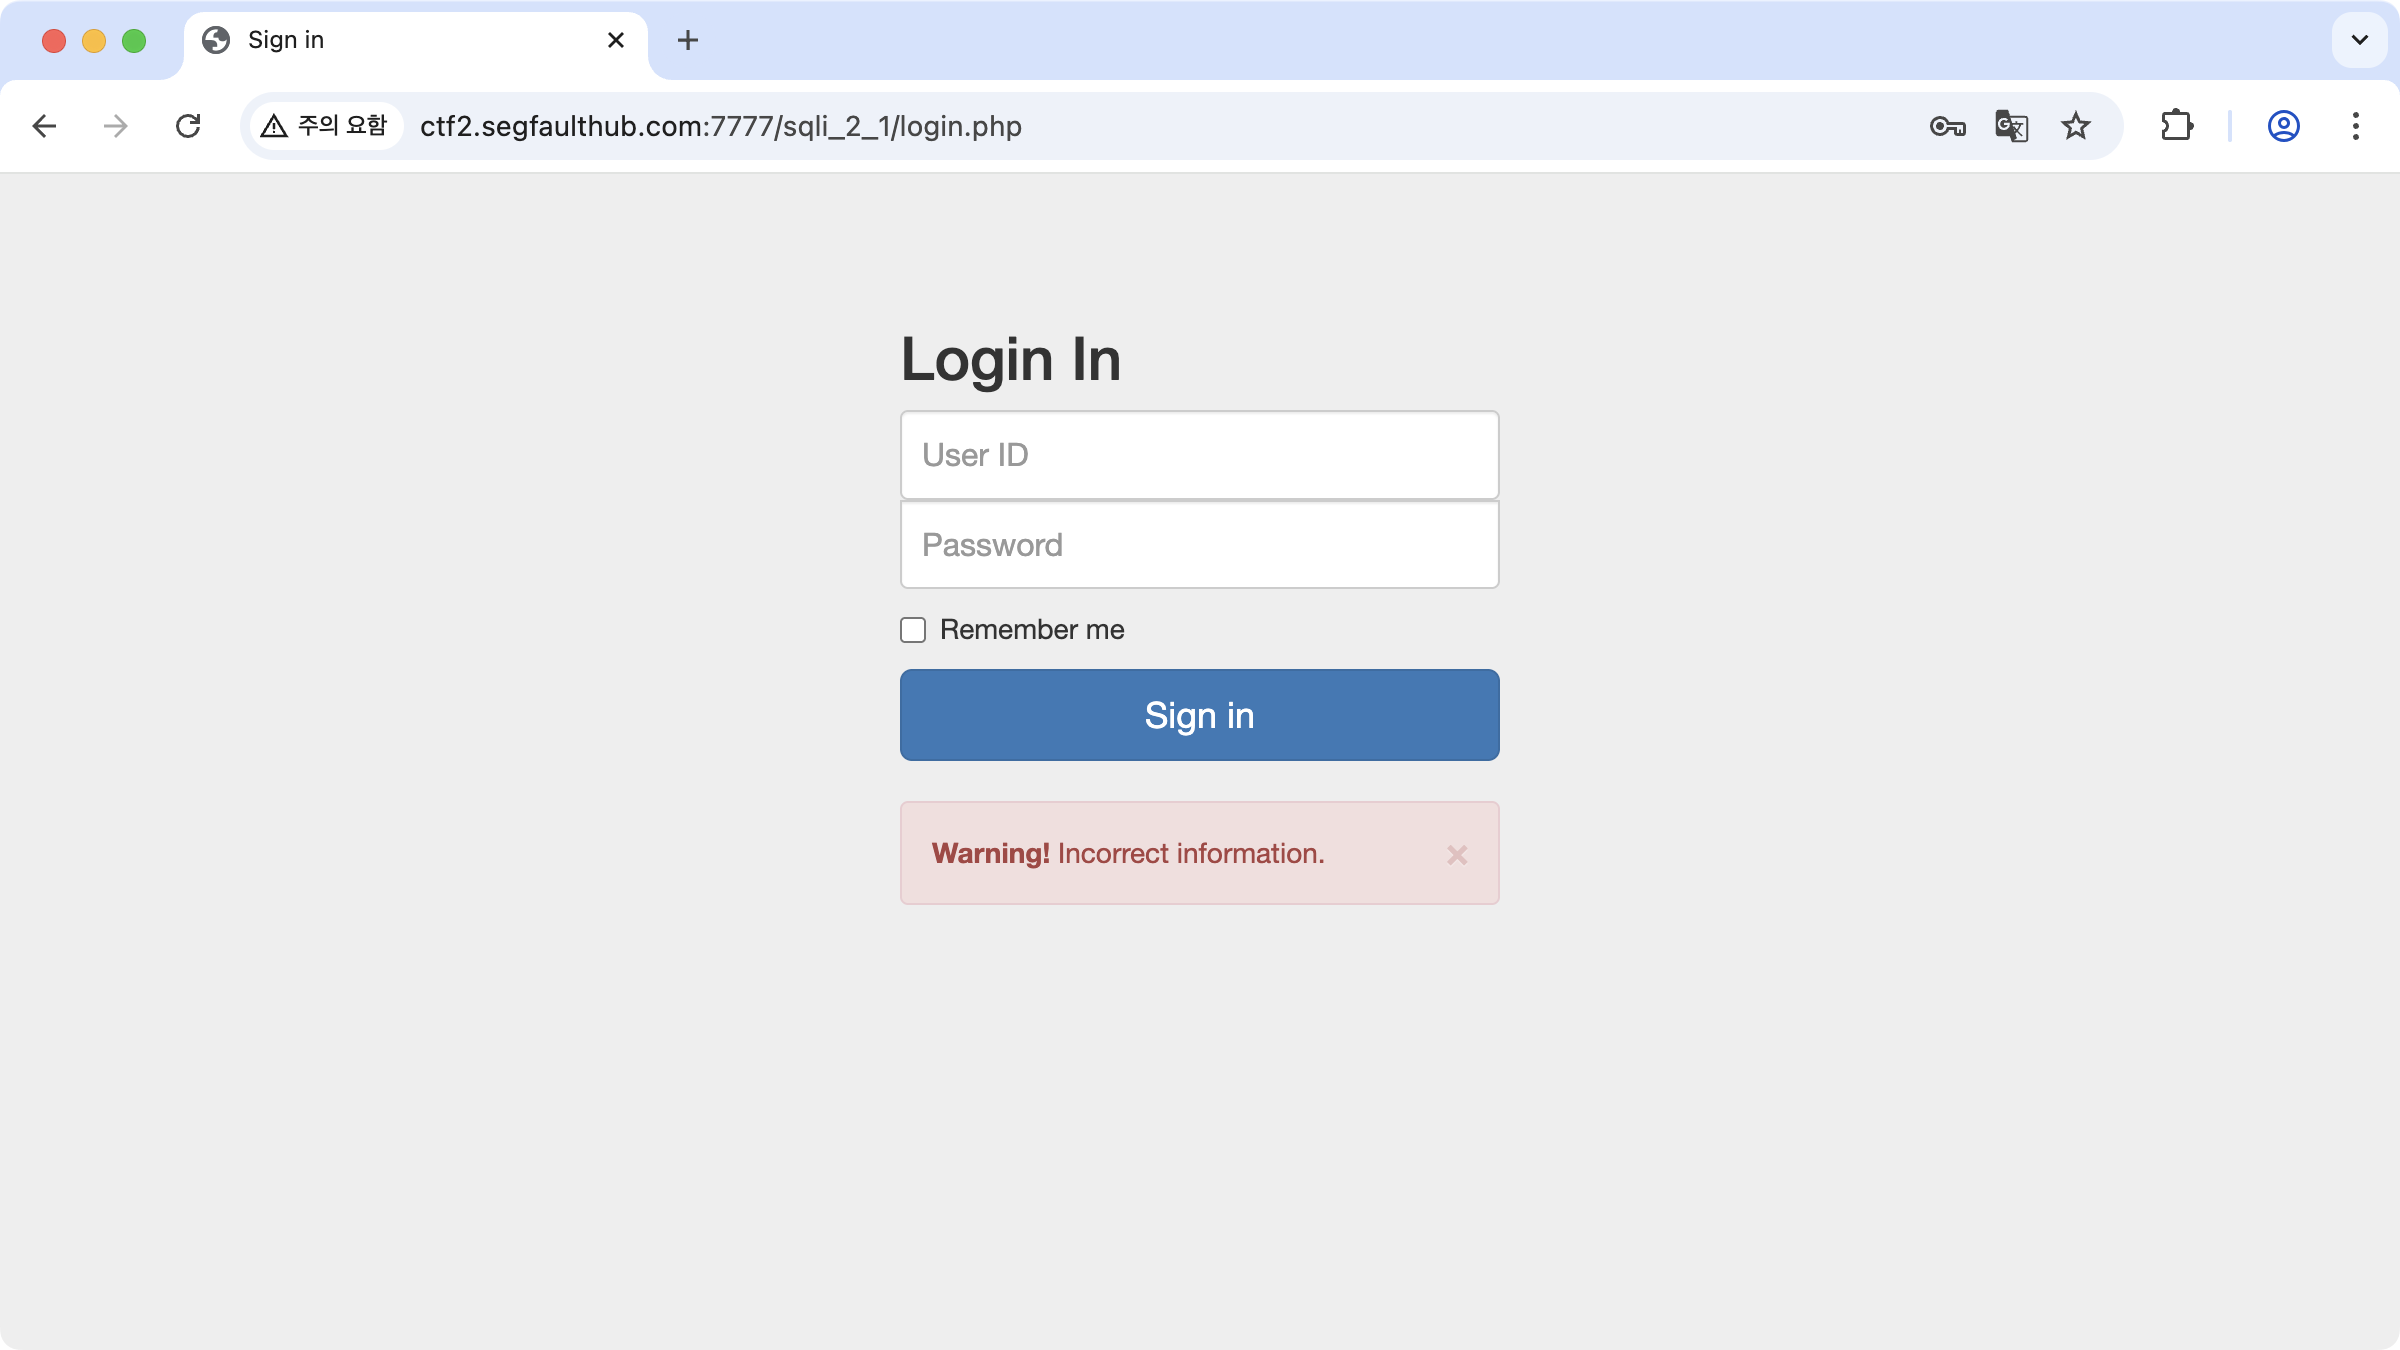 Sign in
주의 요함
ctf2.segfaulthub.com:7777/sqli_2_1/login.php
Login In
User ID
Password
Remember me
Sign in
Warning! Incorrect information.